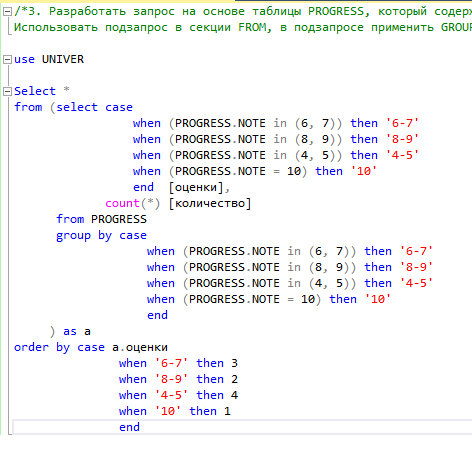 /*3. Разработать запрос на основе таблицы PROGRESS, который
Использовать подзапрос в секции FROM, в подзапросе применить
use UNIVER
Select *
from (select case
when (PROGRESS.NOTE in (6, 7)) then '6-7'
when (PROGRESS.NOTE in (8, 9)) then '8-9'
when (PROGRESS.NOTE in (4, 5)) then '4-5'
when (PROGRESS.NOTE = 10) then '10'
end [оценки],
count(*) [количество]
from PROGRESS
group by case
when (PROGRESS.NOTE in (6, 7)) then '6-7'
when (PROGRESS.NOTE in (8, 9)) then '8-9'
when (PROGRESS.NOTE in (4, 5)) then '4-5'
when (PROGRESS.NOTE = 10) then '10'
end
) as a
order by case a.оценки
when '6-7' then 3
when '8-9' then 2
when '4-5' then 4
when '10' then 1
end